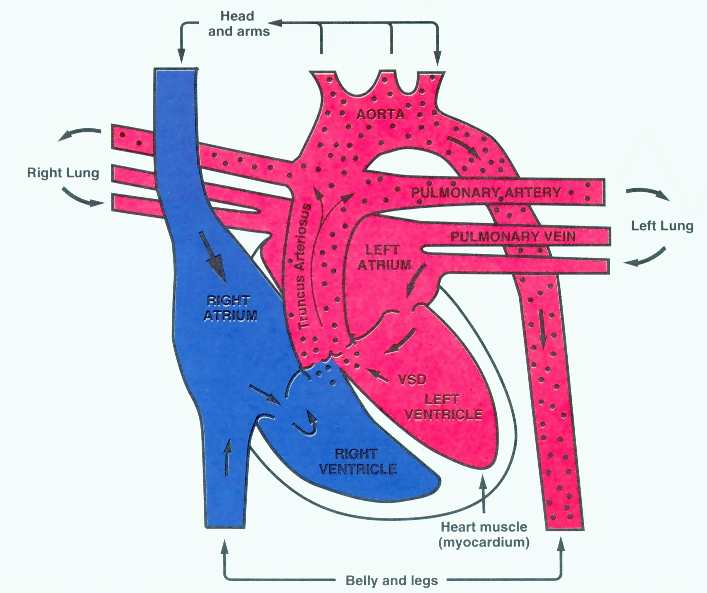 Head
and arms
AORTA
Right Lung
PULMONARY ARTERY
Left Lung
PULMONARY VEIN
Truncus Arteriosus
LEFT
ATRIUM
RIGHT
ATRIUM
VSD
LEFT
VENTRICLE
RIGHT
VENTRICLE
Heart muscle
(myocardium)
Belly and legs